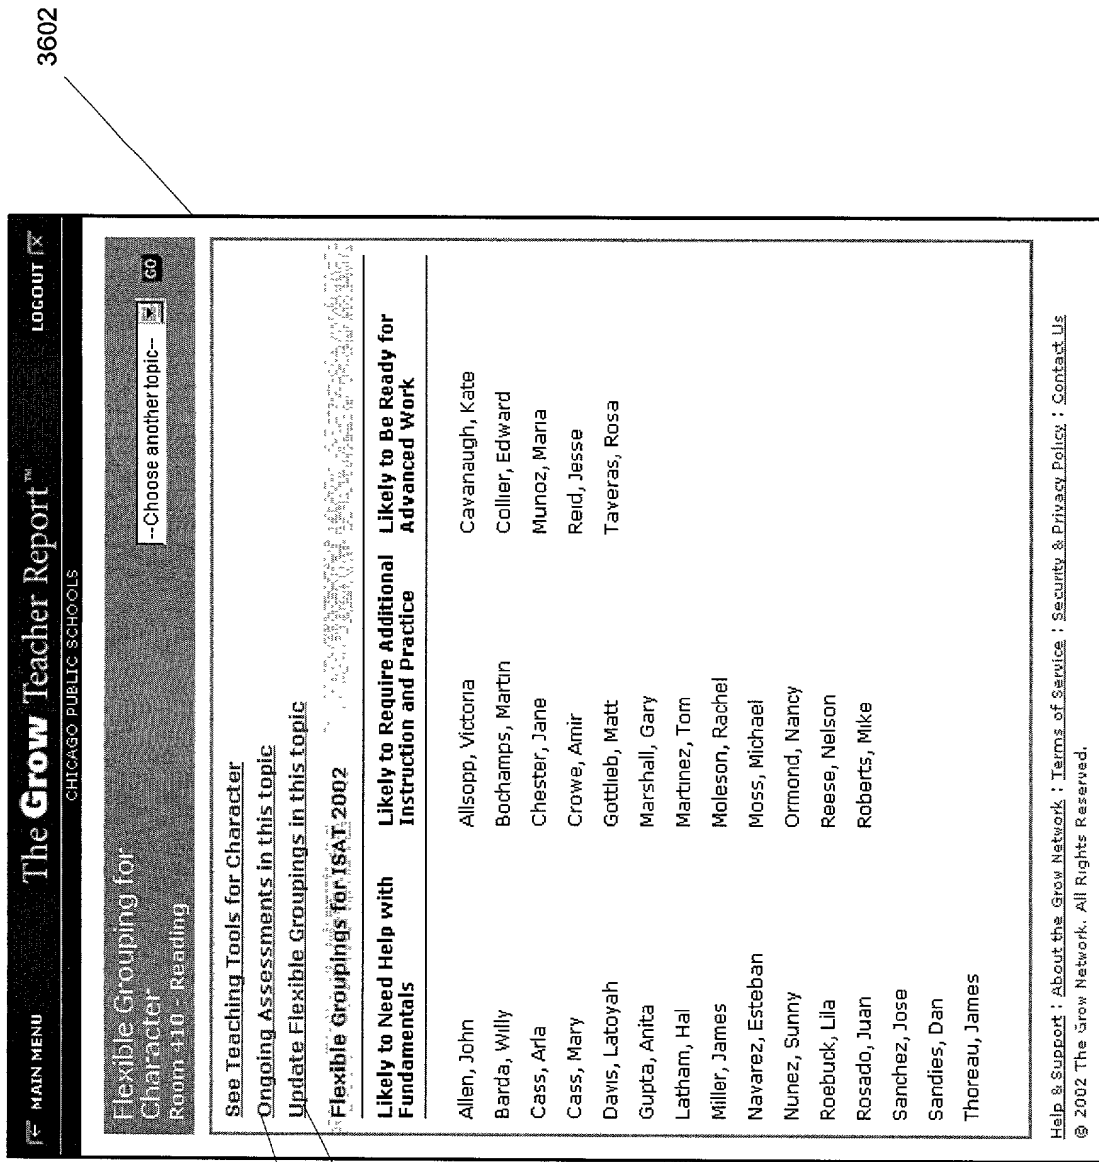 3602
← MAIN MENU
The Grow Teacher Report™
LOGOUT X
CHICAGO PUBLIC SCHOOLS
Flexible Grouping for
Character
Room 410 - Reading
--Choose another topic--
GO
See Teaching Tools for Character
Ongoing Assessments in this topic
Update Flexible Groupings in this topic
Flexible Groupings for ISAT 2002
Likely to Need Help with
Fundamentals
Allen, John
Barda, Willy
Cass, Arla
Cass, Mary
Davis, Latoyah
Gupta, Anita
Latham, Hal
Miller, James
Navarez, Esteban
Nunez, Sunny
Roebuck, Lila
Rosado, Juan
Sanchez, Jose
Sandies, Dan
Thoreau, James
Likely to Require Additional
Instruction and Practice
Allsopp, Victoria
Bochamps, Martin
Chester, Jane
Crowe, Amir
Gottlieb, Matt
Marshall, Gary
Martinez, Tom
Moleson, Rachel
Moss, Michael
Ormond, Nancy
Reese, Nelson
Roberts, Mike
Likely to Be Ready for
Advanced Work
Cavanaugh, Kate
Collier, Edward
Munoz, Maria
Reid, Jesse
Taveras, Rosa
Help & Support ¦ About the Grow Network ¦ Terms of Service ¦ Security & Privacy Policy ¦ Contact Us
© 2002 The Grow Network. All Rights Reserved.